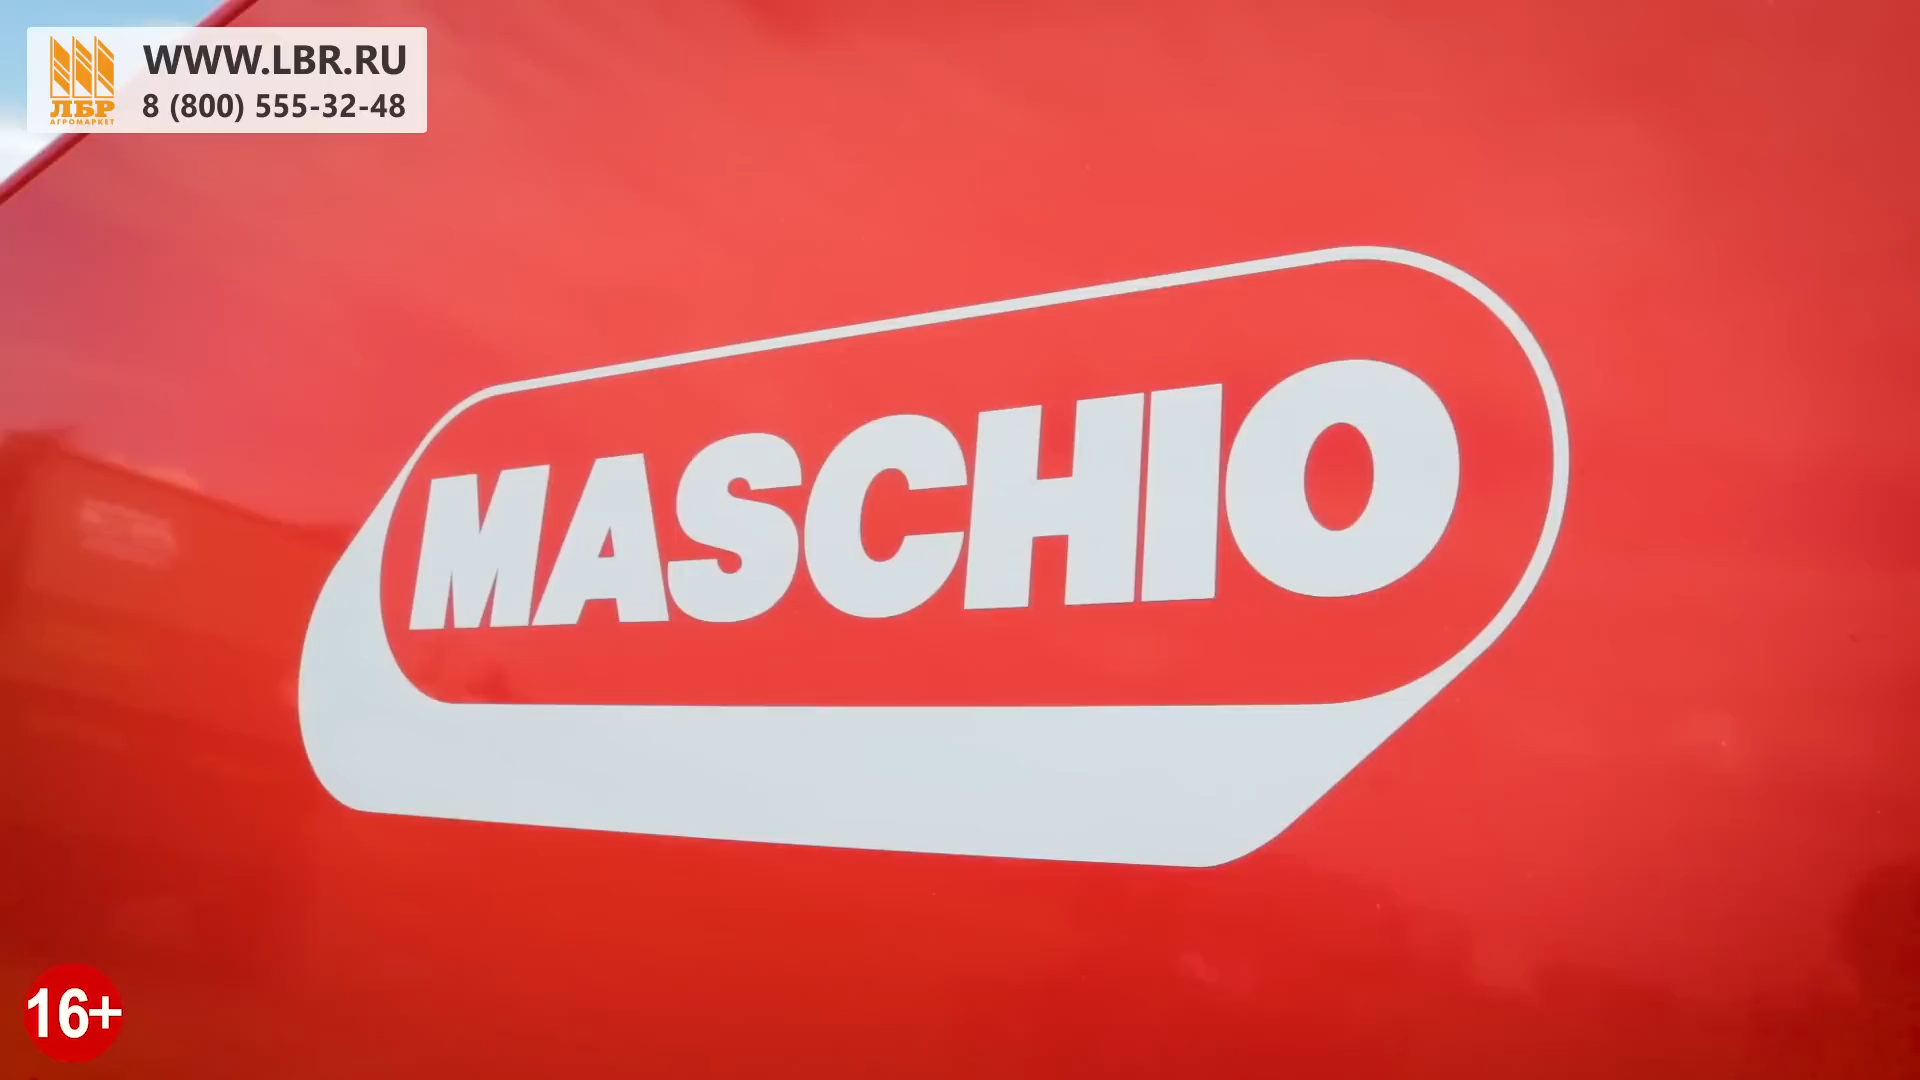 WWW.LBR.RU
8 (800) 555-32-48
ЛБР
АГРОМАРКЕТ
MASCHIO
16+